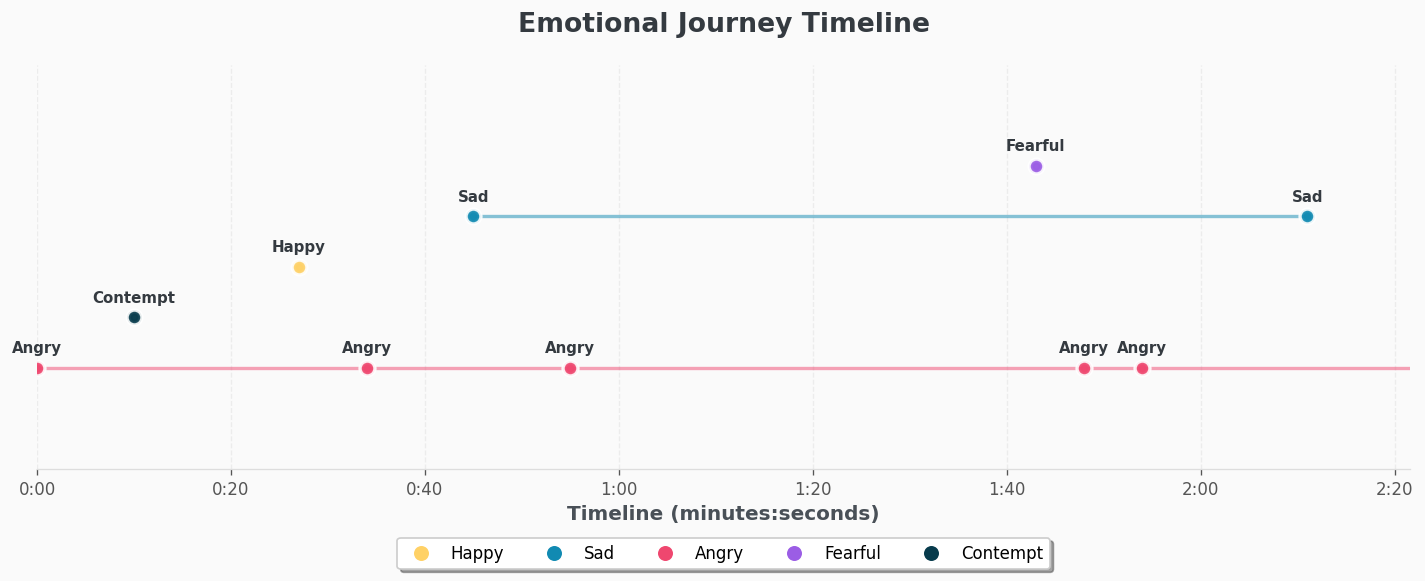 Emotional Journey Timeline
Fearful
Sad Sad
Happy
Contempt
Angry Angry Angry Angry Angry
0:00 0:20 0:40 1:00 1:20 1:40 2:00 2:20
Timeline (minutes:seconds)
Happy Sad Angry Fearful Contempt